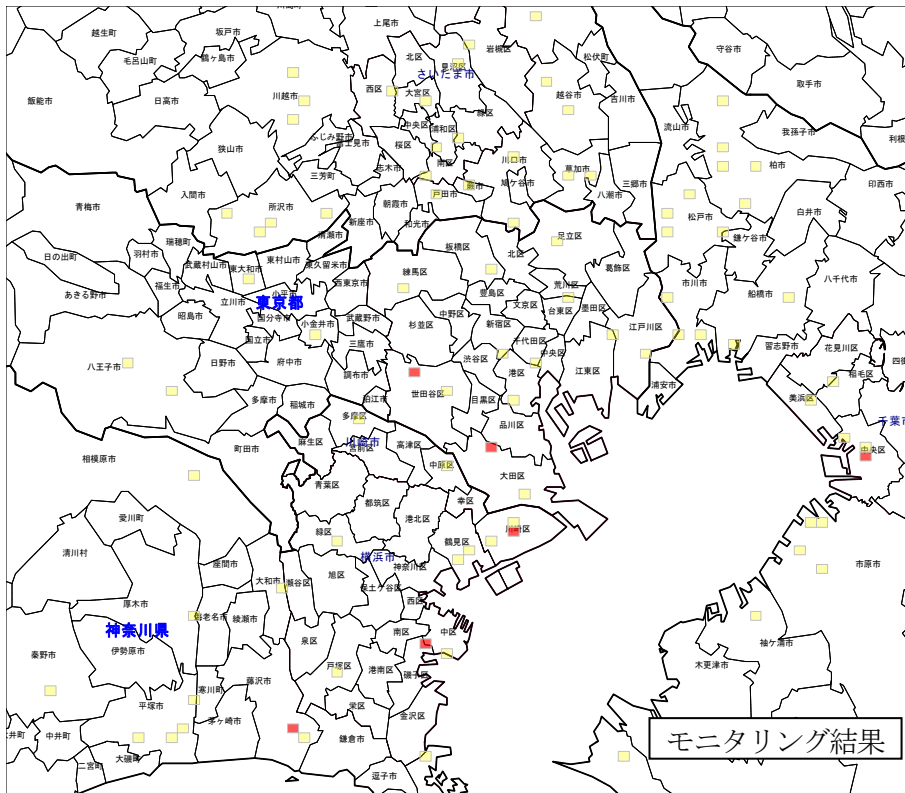 上尾市
坂戸市
越生町
毛呂山町
鶴ヶ島市
北区
岩槻区
松伏町
守谷市
見沼区
さいたま市
飯能市
日高市
川越市
西区
大宮区
越谷市
吉川市
取手市
緑区
中央区
浦和区
流山市
我孫子市
利根
ふじみ野市
富士見市
桜区
狭山市
南区
川口市
柏市
三芳町
志木市
草加市
三郷市
鳩ケ谷市
印西市
入間市
戸田市
蕨市
八潮市
青梅市
所沢市
朝霞市
和光市
新座市
松戸市
白井市
清瀬市
足立区
鎌ケ谷市
瑞穂町
板橋区
北区
日の出町
羽村市
武蔵村山市
東大和市
東村山市
東久留米市
練馬区
葛飾区
八千代市
福生市
西東京市
荒川区
市川市
あきる野市
立川市
小平市
豊島区
文京区
台東区
墨田区
船橋市
東京都
昭島市
国分寺市
小金井市
武蔵野市
杉並区
中野区
新宿区
江戸川区
国立市
三鷹市
千代田区
中央区
習志野市
花見川区
八王子市
日野市
府中市
渋谷区
四街
調布市
港区
江東区
稲毛区
浦安市
多摩市
稲城市
狛江市
世田谷区
目黒区
美浜区
多摩区
品川区
千葉市
麻生区
川崎市
宮前区
高津区
中央区
町田市
相模原市
中原区
大田区
青葉区
都筑区
幸区
愛川町
港北区
川崎区
緑区
鶴見区
清川村
横浜市
座間市
神奈川区
市原市
大和市
瀬谷区
旭区
保土ケ谷区
厚木市
西区
海老名市
綾瀬市
神奈川県
泉区
南区
中区
袖ケ浦市
伊勢原市
秦野市
戸塚区
港南区
磯子区
木更津市
藤沢市
寒川町
平塚市
栄区
茅ヶ崎市
金沢区
中井町
鎌倉市
大磯町
二宮町
逗子市
モニタリング結果